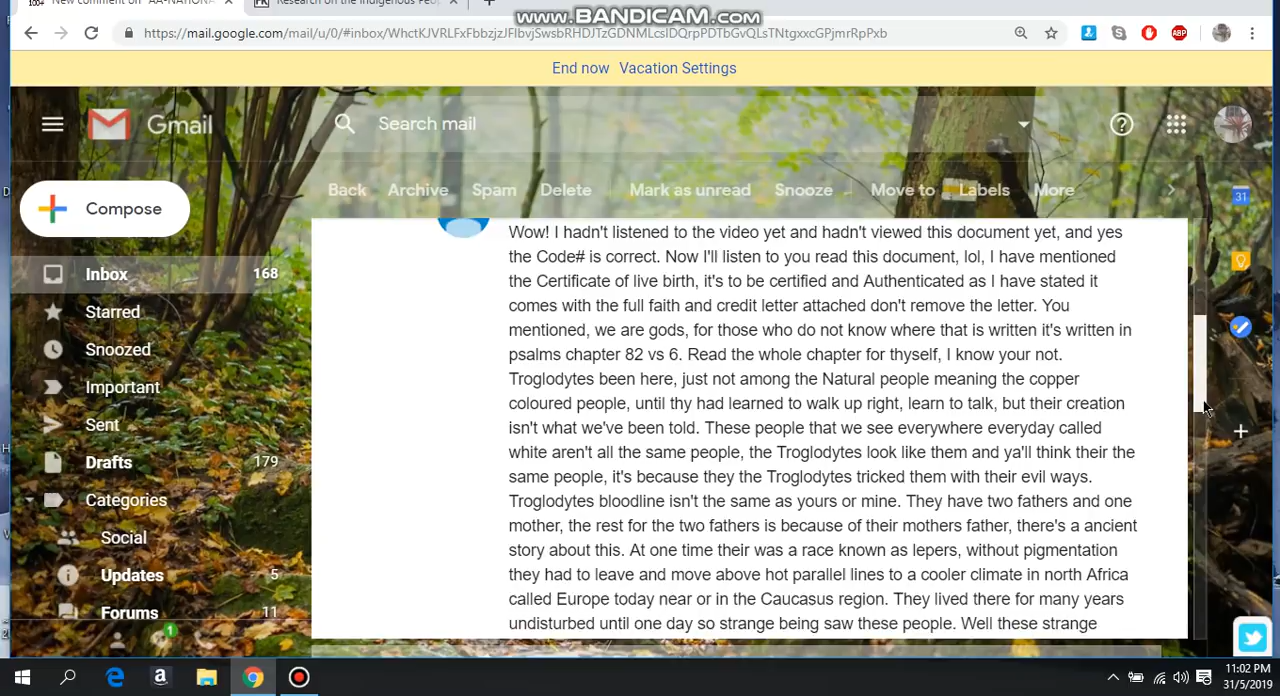 www.BANDICAM.com
100+ New comment on "AA-NATIONA
Research on the Indigenous Peop
https://mail.google.com/mail/u/0/#inbox/WhctKJVRLFxFbbzjzJFlbvjSwsbRHDJTzGDNMLcslDQrpPDTbGvQLsTNtgxxcGPjmrRpPxb
ABP
End now Vacation Settings
Gmail
Search mail
Compose
Back Archive Spam Delete Mark as unread Snooze Move to Labels More
31
Inbox 168
Starred
Snoozed
Important
Sent
Drafts 179
Categories
Social
Updates 5
Forums 11
1
Wow! I hadn't listened to the video yet and hadn't viewed this document yet, and yes
the Code# is correct. Now I'll listen to you read this document, lol, I have mentioned
the Certificate of live birth, it's to be certified and Authenticated as I have stated it
comes with the full faith and credit letter attached don't remove the letter. You
mentioned, we are gods, for those who do not know where that is written it's written in
psalms chapter 82 vs 6. Read the whole chapter for thyself, I know your not.
Troglodytes been here, just not among the Natural people meaning the copper
coloured people, until thy had learned to walk up right, learn to talk, but their creation
isn't what we've been told. These people that we see everywhere everyday called
white aren't all the same people, the Troglodytes look like them and ya'll think their the
same people, it's because they the Troglodytes tricked them with their evil ways.
Troglodytes bloodline isn't the same as yours or mine. They have two fathers and one
mother, the rest for the two fathers is because of their mothers father, there's a ancient
story about this. At one time their was a race known as lepers, without pigmentation
they had to leave and move above hot parallel lines to a cooler climate in north Africa
called Europe today near or in the Caucasus region. They lived there for many years
undisturbed until one day so strange being saw these people. Well these strange
11:02 PM
31/5/2019